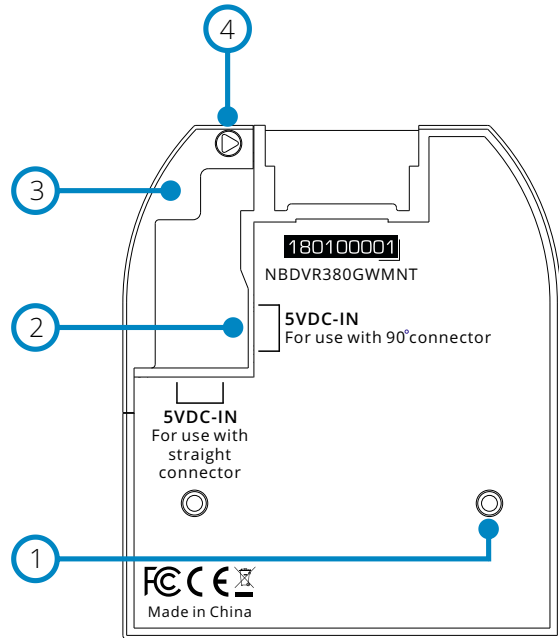 4
3
180100001
NBDVR380GWMNT
2
5VDC-IN
For use with 90°connector
5VDC-IN
For use with
straight
connector
1
FC CE
Made in China